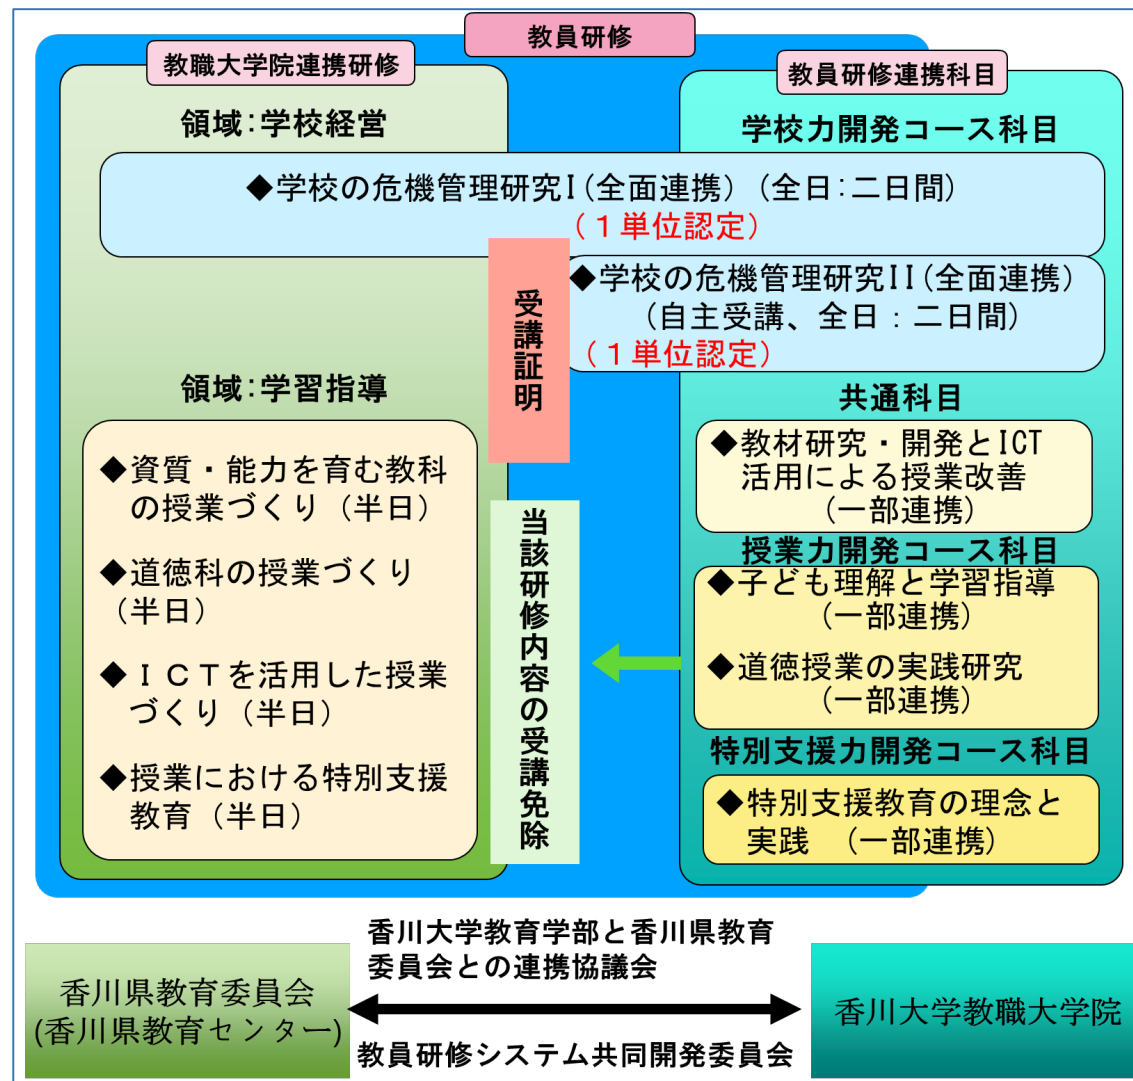 教員研修
教職大学院連携研修
教員研修連携科目
領域:学校経営
学校力開発コース科目
◆学校の危機管理研究I(全面連携) (全日:二日間)
(１単位認定)
◆学校の危機管理研究II(全面連携)
(自主受講、全日：二日間)
(１単位認定)
受講証明
領域:学習指導
◆資質・能力を育む教科
の授業づくり (半日)
◆道徳科の授業づくり
(半日)
◆ＩＣＴを活用した授業
づくり (半日)
◆授業における特別支援
教育 (半日)
当該研修内容の受講免除
共通科目
◆教材研究・開発とICT
活用による授業改善
(一部連携)
授業力開発コース科目
◆子ども理解と学習指導
(一部連携)
◆道徳授業の実践研究
(一部連携)
特別支援力開発コース科目
◆特別支援教育の理念と
実践 (一部連携)
香川大学教育学部と香川県教育
委員会との連携協議会
香川県教育委員会
(香川県教育センター)
香川大学教職大学院
教員研修システム共同開発委員会